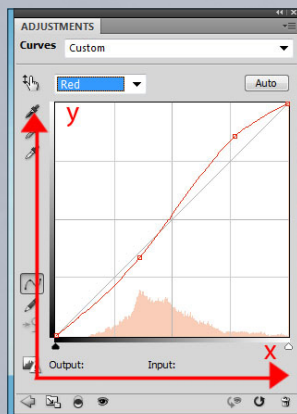 ADJUSTMENTS
Curves Custom
Red Auto
y
x
Output: Input: